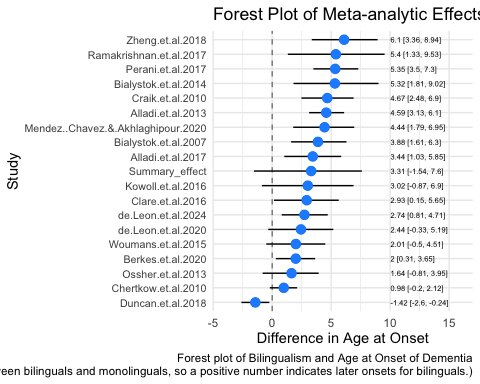 Forest Plot of Meta-analytic Effects
Study
Zheng.et.al.2018 6.1 [3.36, 8.94]
Ramakrishnan.et.al.2017 5.4 [1.33, 9.53]
Perani.et.al.2017 5.35 [3.5, 7.3]
Bialystok.et.al.2014 5.32 [1.81, 9.02]
Craik.et.al.2010 4.67 [2.48, 6.9]
Alladi.et.al.2013 4.59 [3.13, 6.1]
Mendez..Chavez.&.Akhlaghipour.2020 4.44 [1.79, 6.95]
Bialystok.et.al.2007 3.88 [1.61, 6.3]
Alladi.et.al.2017 3.44 [1.03, 5.85]
Summary_effect 3.31 [-1.54, 7.6]
Kowoll.et.al.2016 3.02 [-0.87, 6.9]
Clare.et.al.2016 2.93 [0.15, 5.65]
de.Leon.et.al.2024 2.74 [0.81, 4.71]
de.Leon.et.al.2020 2.44 [-0.33, 5.19]
Woumans.et.al.2015 2.01 [-0.5, 4.51]
Berkes.et.al.2020 2 [0.31, 3.65]
Ossher.et.al.2013 1.64 [-0.81, 3.95]
Chertkow.et.al.2010 0.98 [-0.2, 2.12]
Duncan.et.al.2018 -1.42 [-2.6, -0.24]
-5 0 5 10 15
Difference in Age at Onset
Forest plot of Bilingualism and Age at Onset of Dementia
een bilinguals and monolinguals, so a positive number indicates later onsets for bilinguals.)